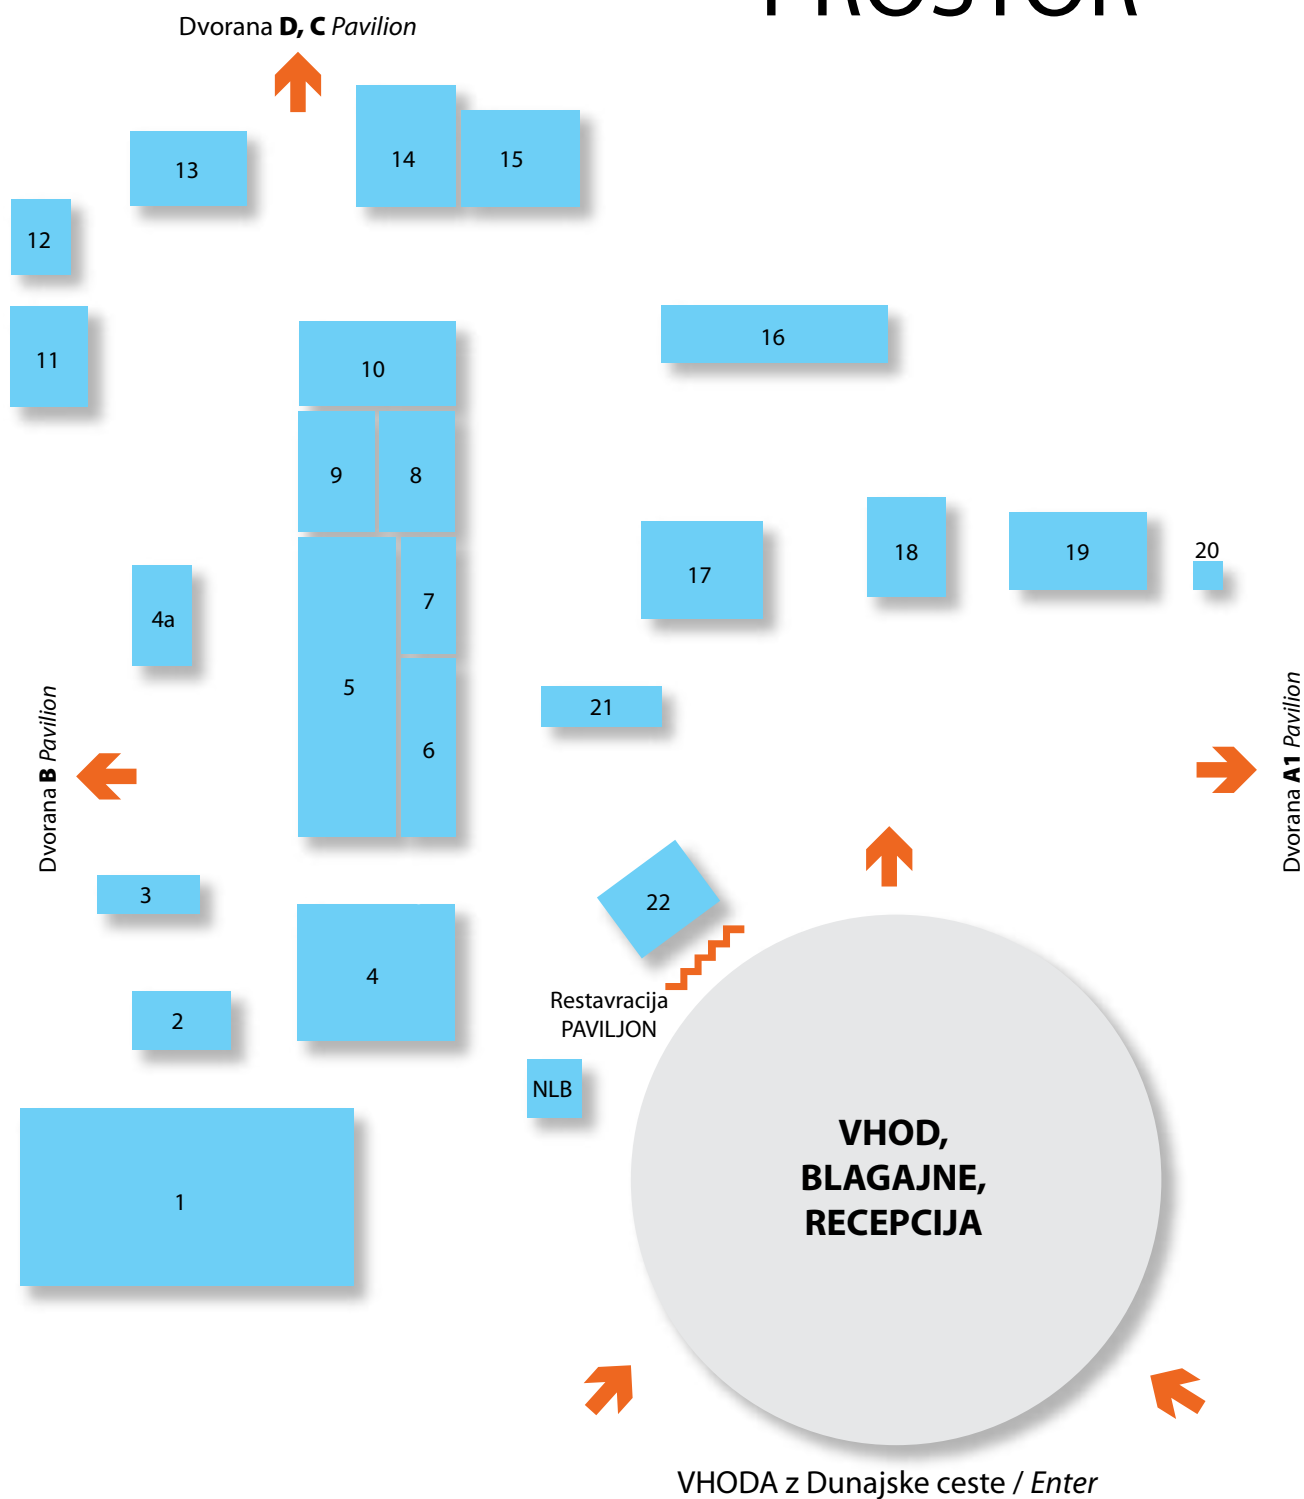 PROSTOR
Dvorana D, C Pavilion
14
15
13
12
16
11
10
9
8
18
19
20
17
7
4a
5
21
6
Dvorana B Pavilion
Dvorana A1 Pavilion
3
22
4
Restavracija
PAVILJON
2
NLB
VHOD,
BLAGAJNE,
RECEPCIJA
1
VHODA z Dunajske ceste / Enter